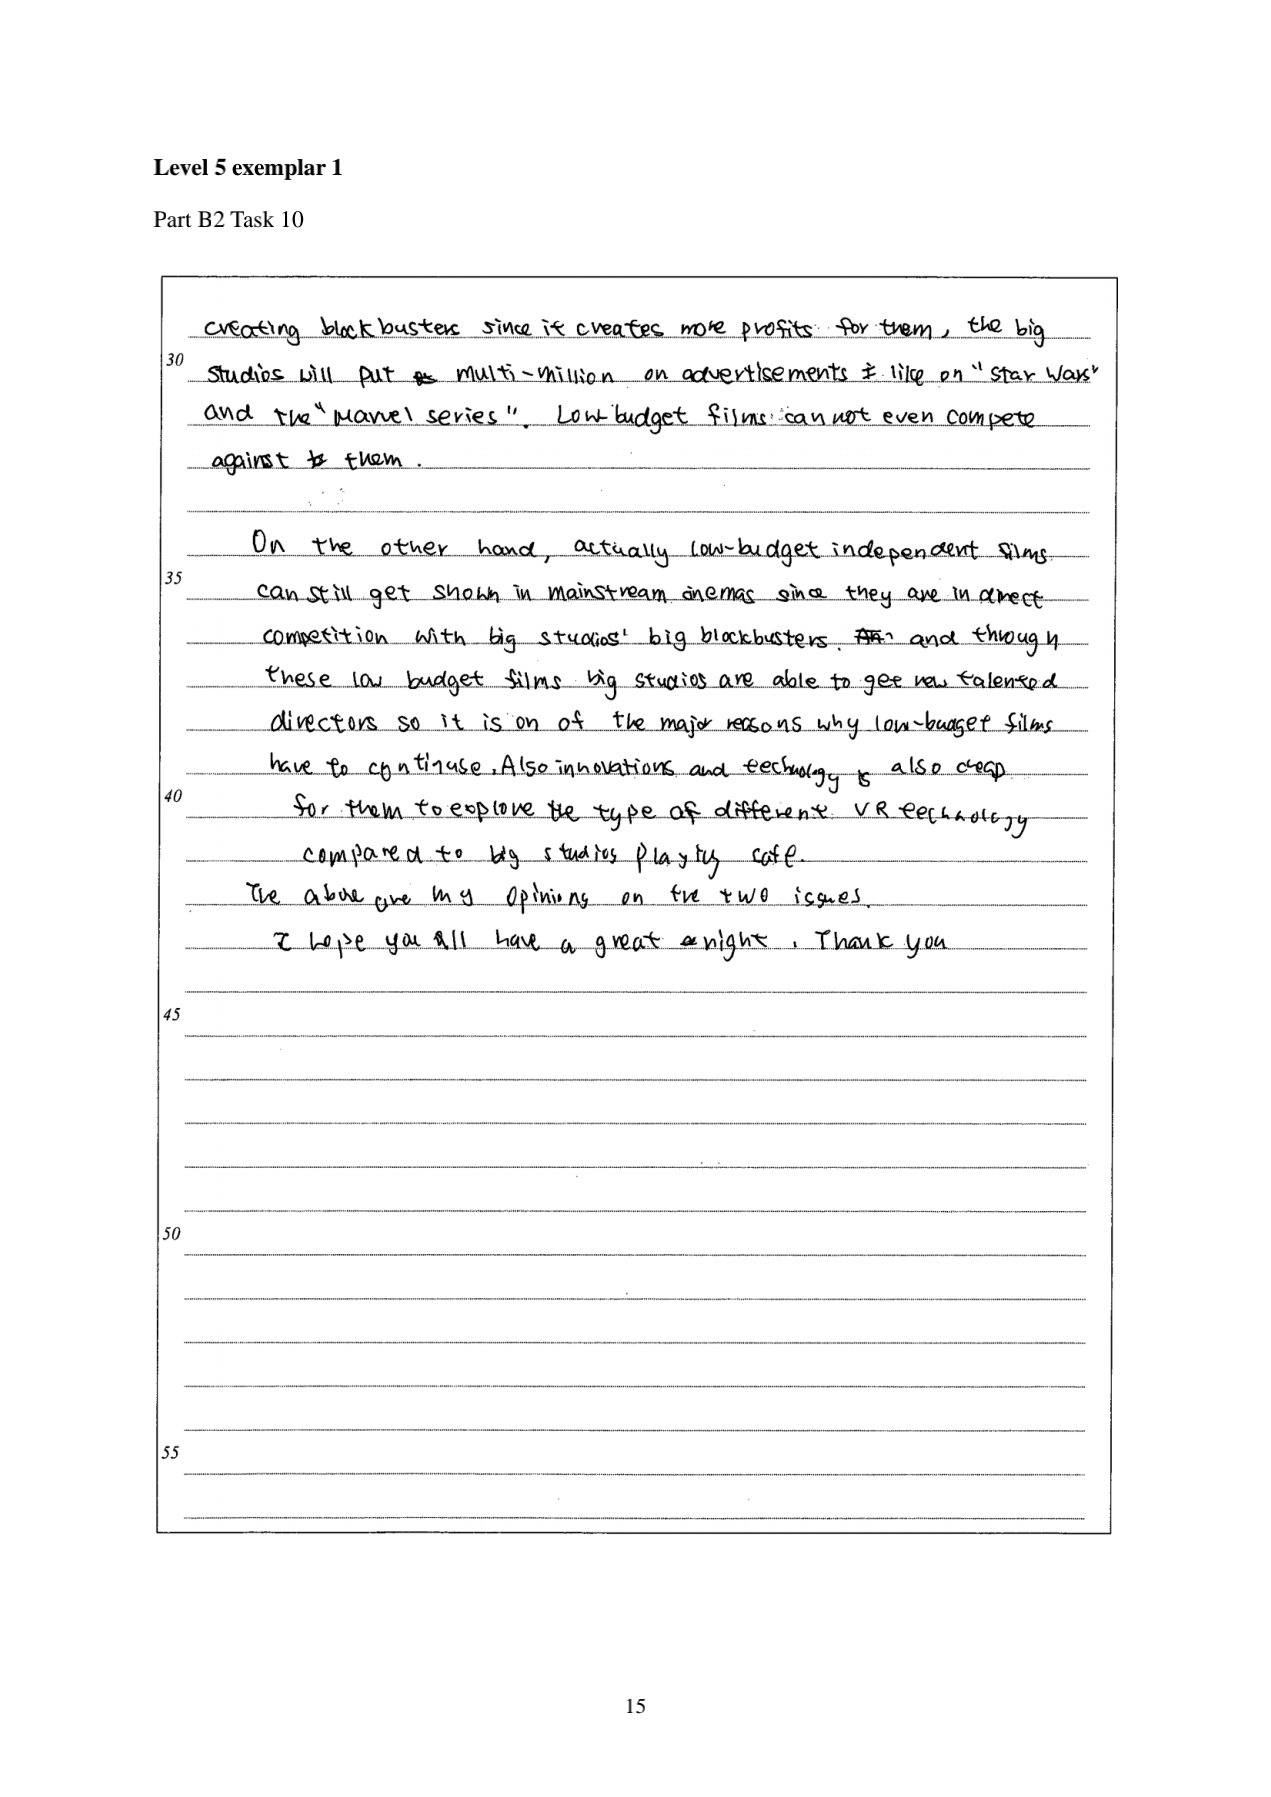 Level 5 exemplar 1
Part B2 Task 10
creating blockbusters since it creates more profits for them, the big
30
studios will put multi-million on advertisements like on "Star Wars"
and the "Marvel series". Low budget films cannot even compete
against them.
On the other hand, actually low-budget independent films
35
can still get shown in mainstream cinemas since they are in direct
competition with big studios' big blockbusters. and through
these low budget films big studios are able to get new talented
directors so it is on of the major reasons why low-budget films
have to continuse. Also innovations and technology is also cheap
40
for them to explore the type of different VR technology
compared to big studios playing safe.
The above are my opinions on the two issues.
I hope you all have a great night. Thank you
45
50
55
15